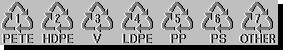 1 2 3 4 5 6 7
PETE HDPE V LDPE PP PS OTHER